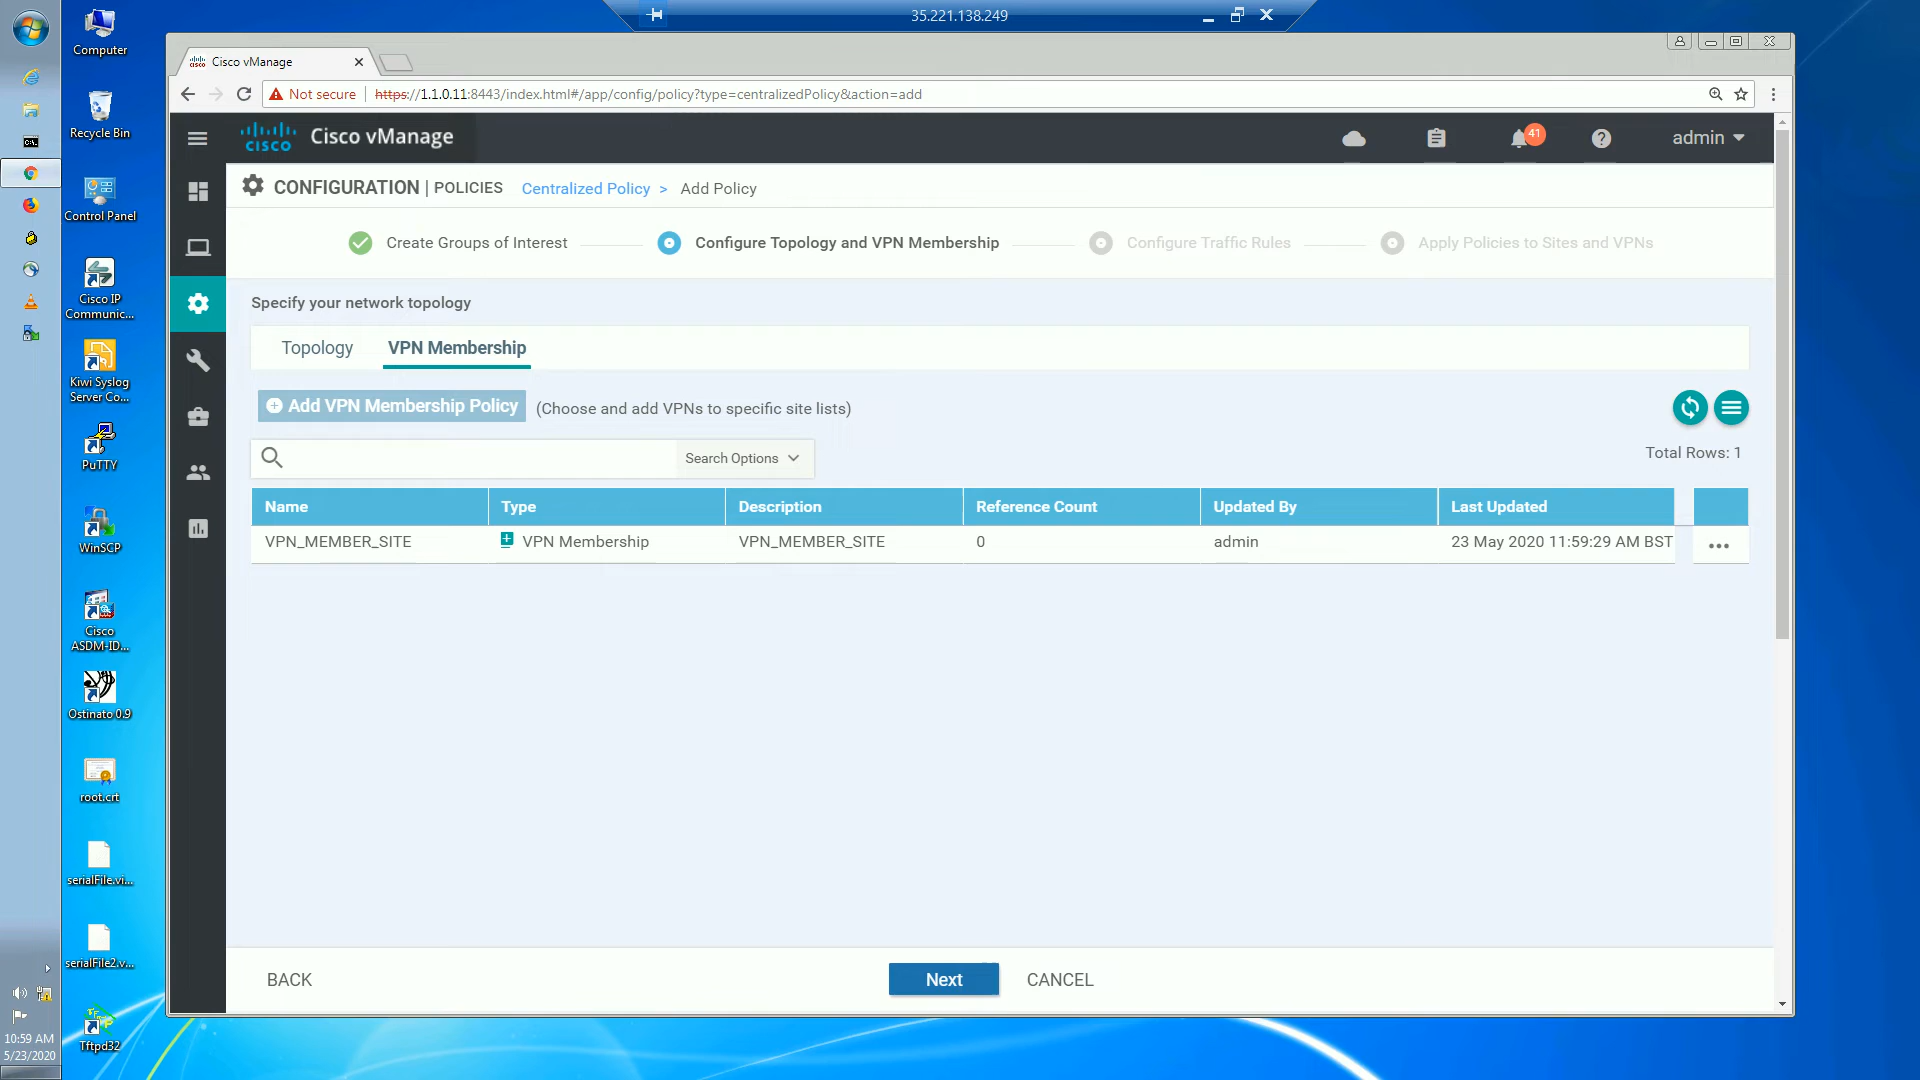 35.221.138.249
Computer
Recycle Bin
Control Panel
Cisco IP
Communic...
Kiwi Syslog
Server Co...
PuTTY
WinSCP
Cisco
ASDM-ID...
Ostinato 0.9
root.crt
serialFile.vi...
serialFile2.v...
Tftpd32
10:59 AM
5/23/2020
Cisco vManage
Not secure
https://1.1.0.11:8443/index.html#/app/config/policy?type=centralizedPolicy&action=add
cisco
Cisco vManage
41
admin
CONFIGURATION | POLICIES
Centralized Policy > Add Policy
Create Groups of Interest
Configure Topology and VPN Membership
Configure Traffic Rules
Apply Policies to Sites and VPNs
Specify your network topology
Topology
VPN Membership
Add VPN Membership Policy
(Choose and add VPNs to specific site lists)
Search Options
Total Rows: 1
Name Type Description Reference Count Updated By Last Updated
VPN_MEMBER_SITE VPN Membership VPN_MEMBER_SITE 0 admin 23 May 2020 11:59:29 AM BST
BACK
Next
CANCEL